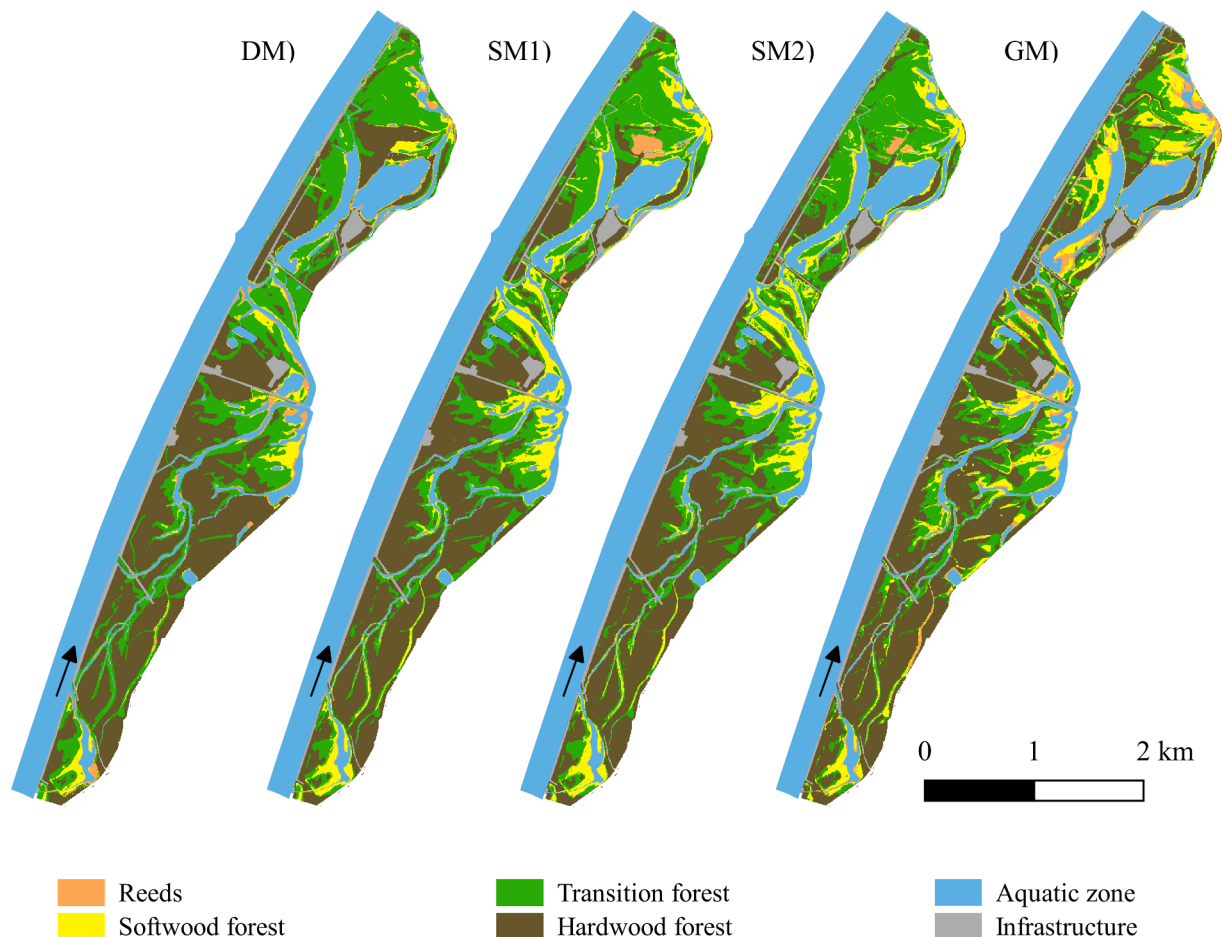 DM) SM1) SM2) GM)
0 1 2 km
Reeds Transition forest Aquatic zone
Softwood forest Hardwood forest Infrastructure